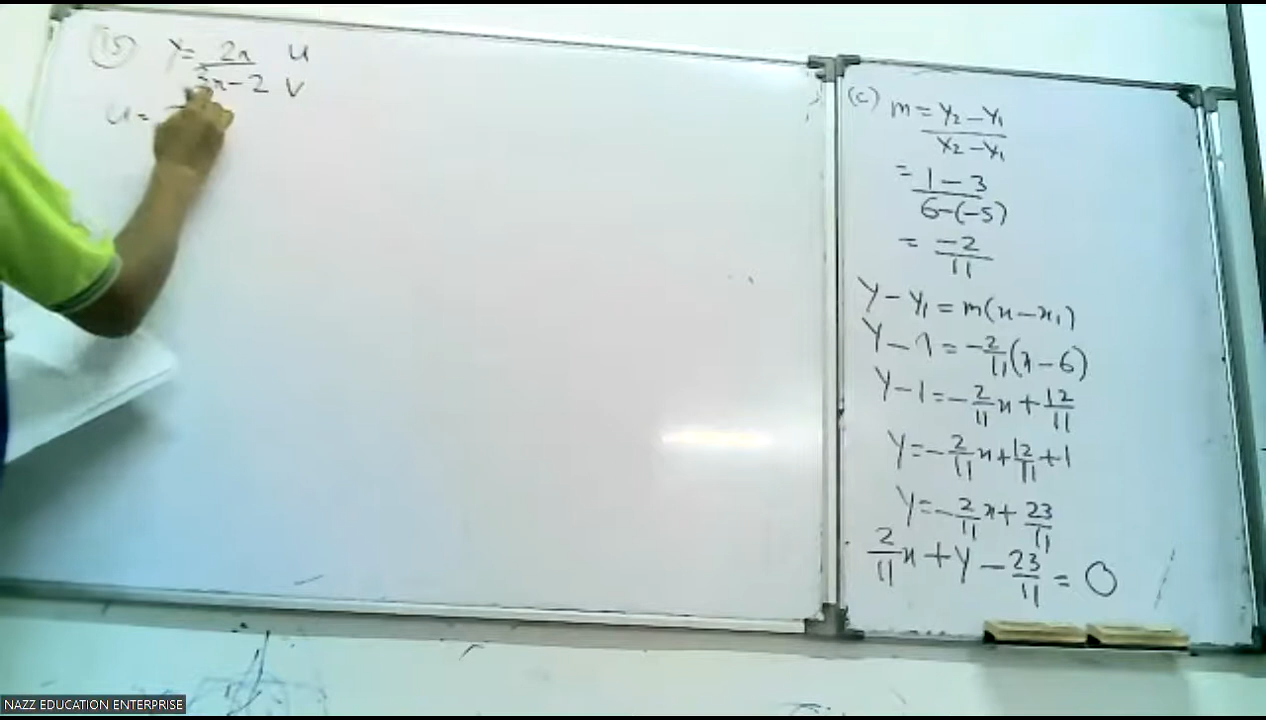 (15) y = 2x / 3x - 2 u v
u =
(c) m = y2 - y1 / x2 - y1
= 1 - 3 / 6 - (-5)
= -2 / 11
y - y1 = m(x - x1)
y - 1 = -2/11 (x - 6)
y - 1 = -2/11 x + 12/11
y = -2/11 x + 12/11 + 1
y = -2/11 x + 23/11
2/11 x + y - 23/11 = 0
NAZZ EDUCATION ENTERPRISE